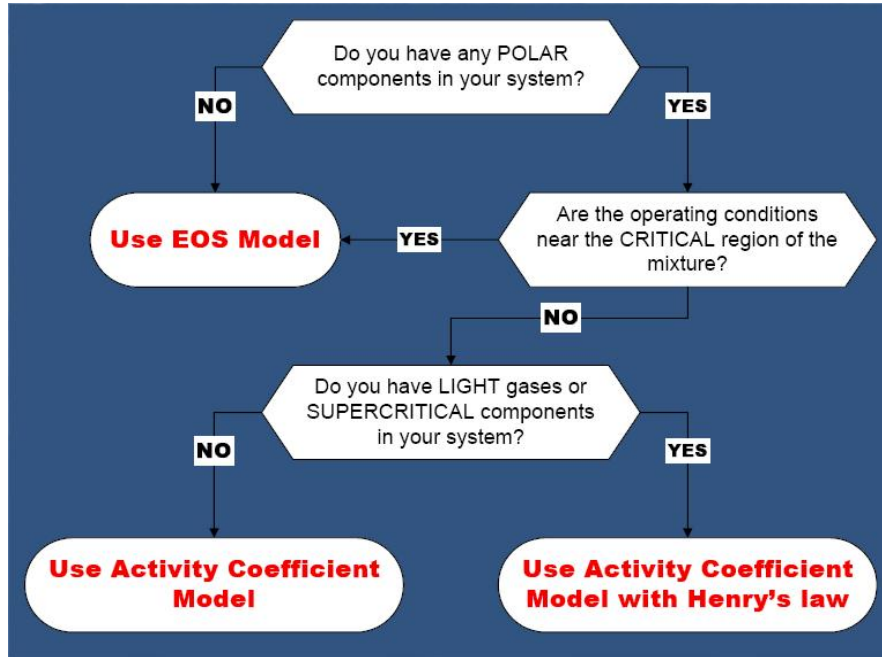 Do you have any POLAR
components in your system?
NO
YES
Use EOS Model
YES
Are the operating conditions
near the CRITICAL region of the
mixture?
NO
Do you have LIGHT gases or
SUPERCRITICAL components
in your system?
NO
YES
Use Activity Coefficient
Model
Use Activity Coefficient
Model with Henry's law